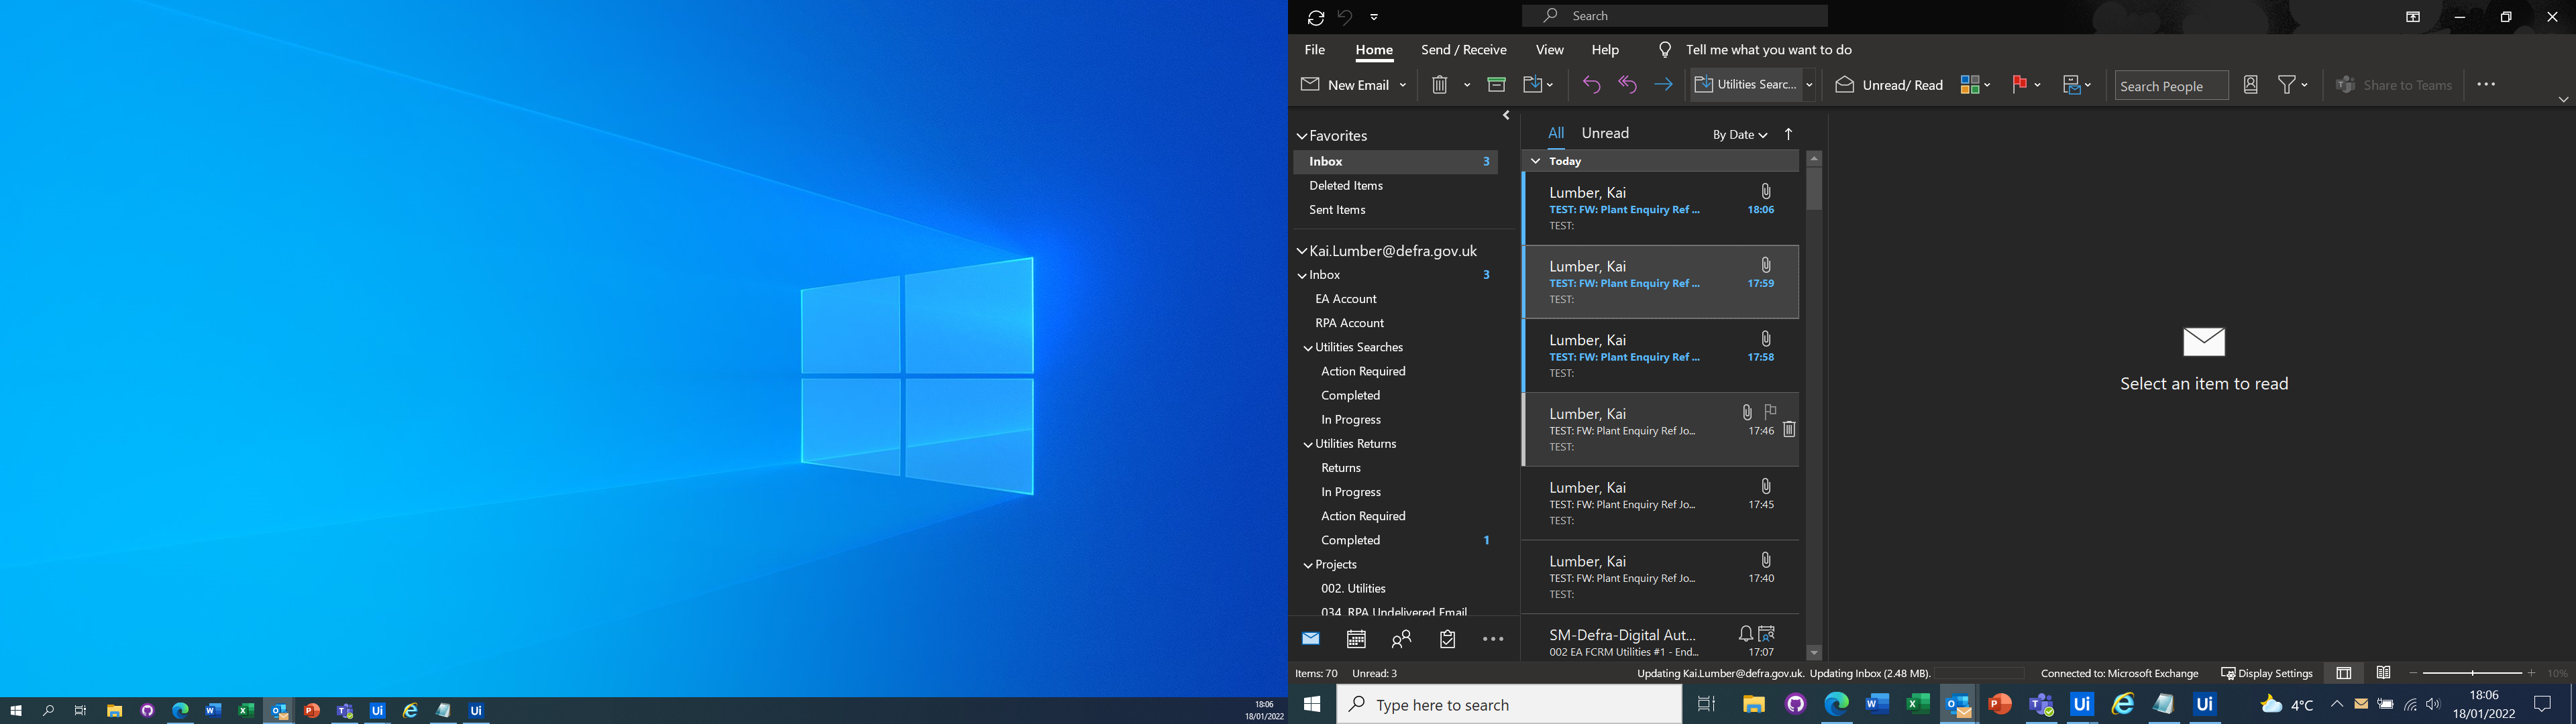 Search
File Home Send / Receive View Help Tell me what you want to do
New Email Utilities Searc... Unread/ Read Search People Share to Teams
Favorites
Inbox 3
Deleted Items
Sent Items
Kai.Lumber@defra.gov.uk
Inbox 3
EA Account
RPA Account
Utilities Searches
Action Required
Completed
In Progress
Utilities Returns
Returns
In Progress
Action Required
Completed 1
Projects
002. Utilities
034. RPA Undelivered Email
All Unread By Date
Today
Lumber, Kai
TEST: FW: Plant Enquiry Ref ... 18:06
TEST:
Lumber, Kai
TEST: FW: Plant Enquiry Ref ... 17:59
TEST:
Lumber, Kai
TEST: FW: Plant Enquiry Ref ... 17:58
TEST:
Lumber, Kai
TEST: FW: Plant Enquiry Ref Jo... 17:46
TEST:
Lumber, Kai
TEST: FW: Plant Enquiry Ref Jo... 17:45
TEST:
Lumber, Kai
TEST: FW: Plant Enquiry Ref Jo... 17:40
TEST:
SM-Defra-Digital Aut...
002 EA FCRM Utilities #1 - End... 17:07
Select an item to read
Items: 70 Unread: 3 Updating Kai.Lumber@defra.gov.uk. Updating Inbox (2.48 MB). Connected to: Microsoft Exchange Display Settings 10%
Type here to search
4°C
18:06
18/01/2022
18:06
18/01/2022